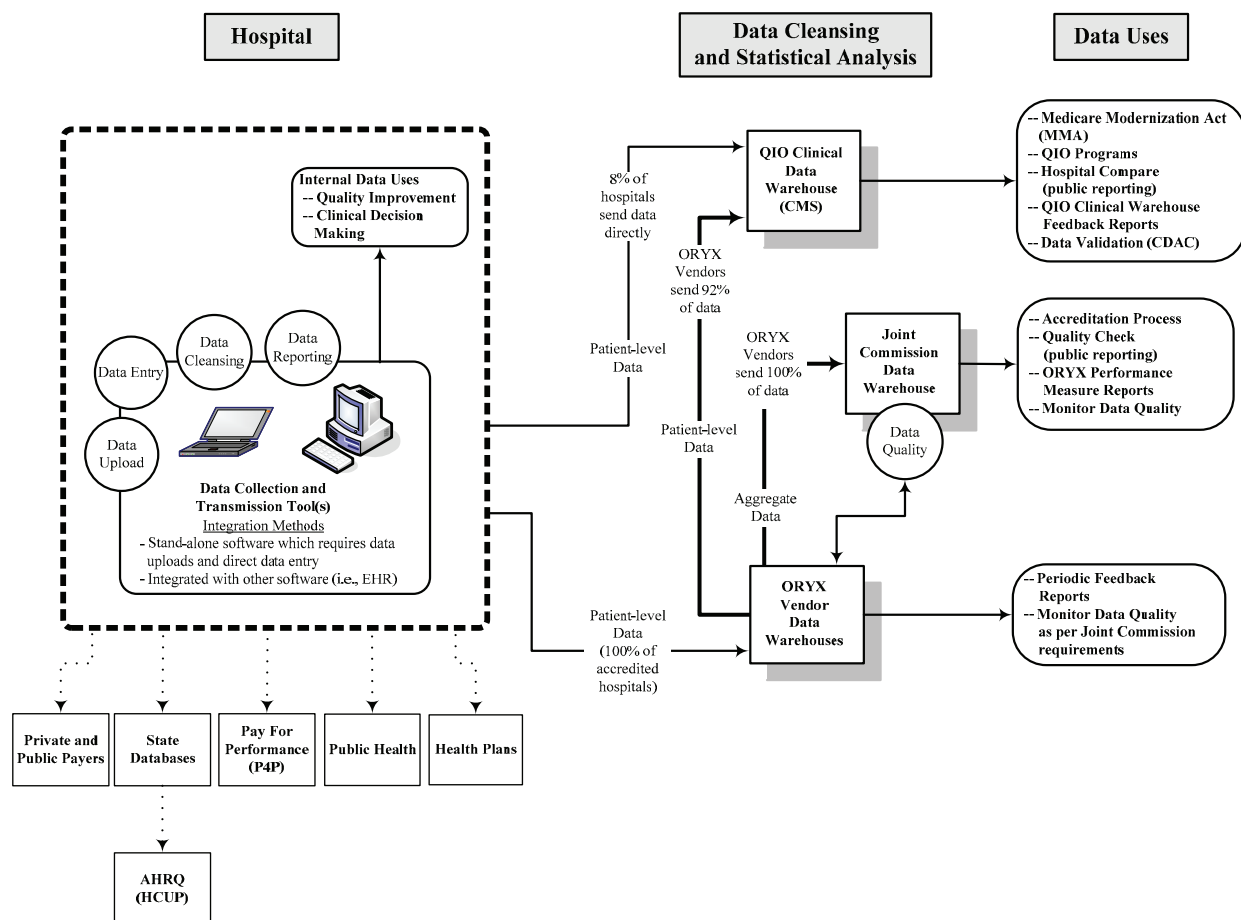 Hospital
Data Cleansing
and Statistical Analysis
Data Uses
Internal Data Uses
-- Quality Improvement
-- Clinical Decision
Making
Data
Reporting
Data
Cleansing
Data Entry
Data
Upload
Data Collection and
Transmission Tool(s)
Integration Methods
- Stand-alone software which requires data
uploads and direct data entry
- Integrated with other software (i.e., EHR)
8% of
hospitals
send data
directly
Patient-level
Data
ORYX
Vendors
send 92%
of data
Patient-level
Data
ORYX
Vendors
send 100%
of data
Aggregate
Data
Patient-level
Data
(100% of
accredited
hospitals)
QIO Clinical
Data
Warehouse
(CMS)
Joint
Commission
Data
Warehouse
Data
Quality
ORYX
Vendor
Data
Warehouses
-- Medicare Modernization Act
(MMA)
-- QIO Programs
-- Hospital Compare
(public reporting)
-- QIO Clinical Warehouse
Feedback Reports
-- Data Validation (CDAC)
-- Accreditation Process
-- Quality Check
(public reporting)
-- ORYX Performance
Measure Reports
-- Monitor Data Quality
-- Periodic Feedback
Reports
-- Monitor Data Quality
as per Joint Commission
requirements
Private and
Public Payers
State
Databases
Pay For
Performance
(P4P)
Public Health
Health Plans
AHRQ
(HCUP)